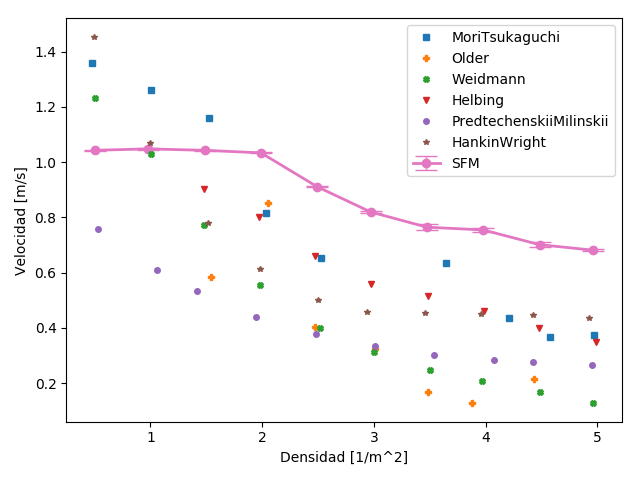 MoriTsukaguchi
Older
Weidmann
Helbing
PredtechenskiiMilinskii
HankinWright
SFM
Velocidad [m/s]
1.4
1.2
1.0
0.8
0.6
0.4
0.2
1 2 3 4 5
Densidad [1/m^2]